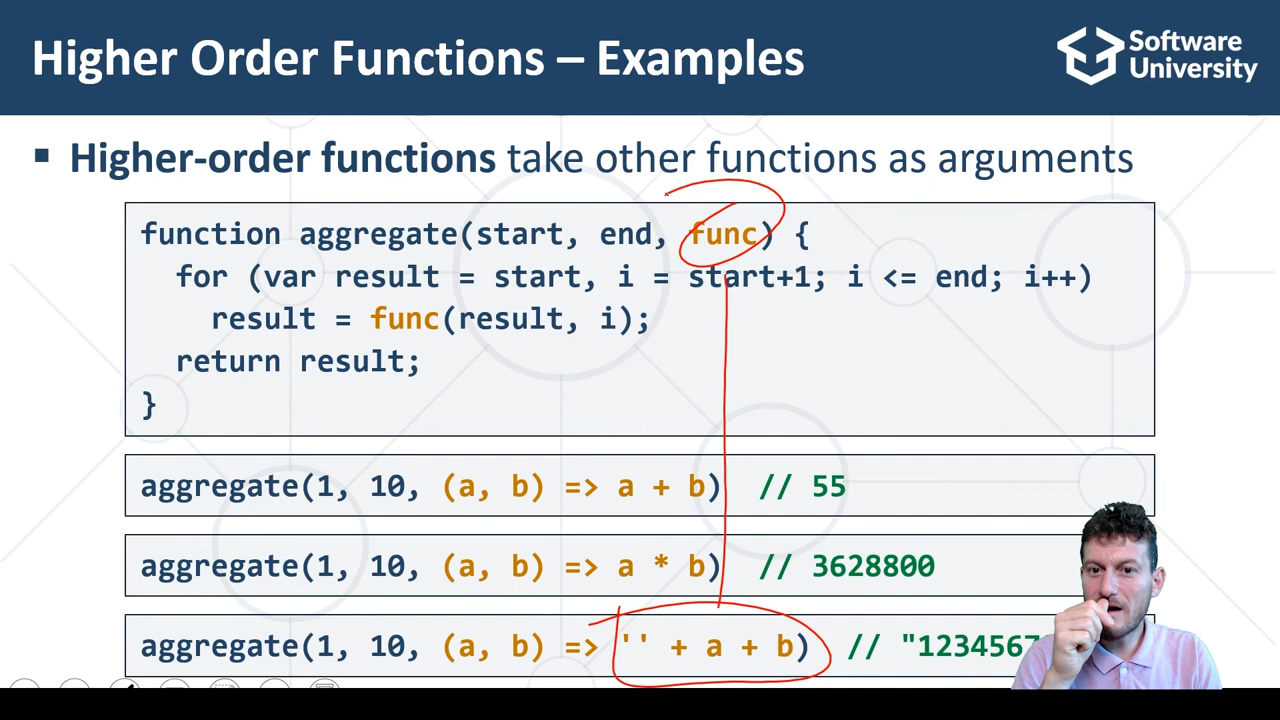 Higher Order Functions – Examples
Software
University
▪ Higher-order functions take other functions as arguments
function aggregate(start, end, func) {
for (var result = start, i = start+1; i <= end; i++)
result = func(result, i);
return result;
}
aggregate(1, 10, (a, b) => a + b) // 55
aggregate(1, 10, (a, b) => a * b) // 3628800
aggregate(1, 10, (a, b) => '' + a + b) // "1234567